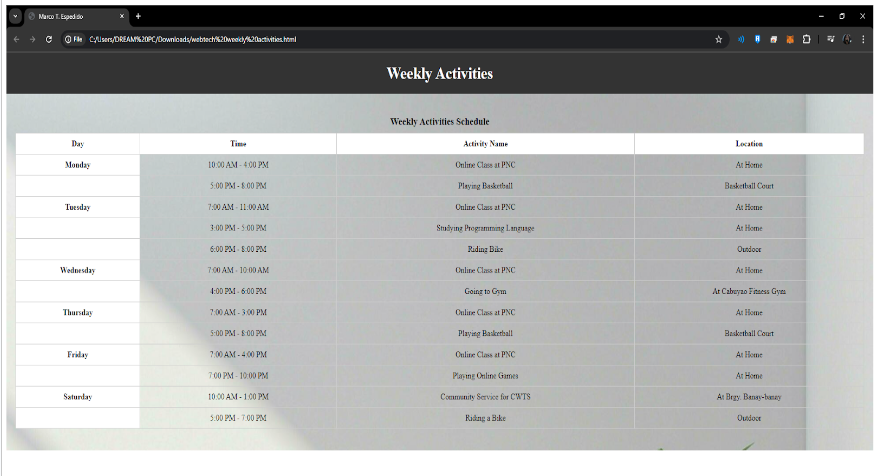 Marco T. Espedido
File C:/Users/DREAM%20PC/Downloads/webtech%20weekly%20activities.html
Weekly Activities
Weekly Activities Schedule
Day Time Activity Name Location
Monday 10:00 AM - 4:00 PM Online Class at PNC At Home
5:00 PM - 8:00 PM Playing Basketball Basketball Court
Tuesday 7:00 AM - 11:00 AM Online Class at PNC At Home
3:00 PM - 5:00 PM Studying Programming Language At Home
6:00 PM - 8:00 PM Riding Bike Outdoor
Wednesday 7:00 AM - 10:00 AM Online Class at PNC At Home
4:00 PM - 6:00 PM Going to Gym At Cabuyao Fitness Gym
Thursday 7:00 AM - 3:00 PM Online Class at PNC At Home
5:00 PM - 8:00 PM Playing Basketball Basketball Court
Friday 7:00 AM - 4:00 PM Online Class at PNC At Home
7:00 PM - 10:00 PM Playing Online Games At Home
Saturday 10:00 AM - 1:00 PM Community Service for CWTS At Brgy. Banay-banay
5:00 PM - 7:00 PM Riding a Bike Outdoor